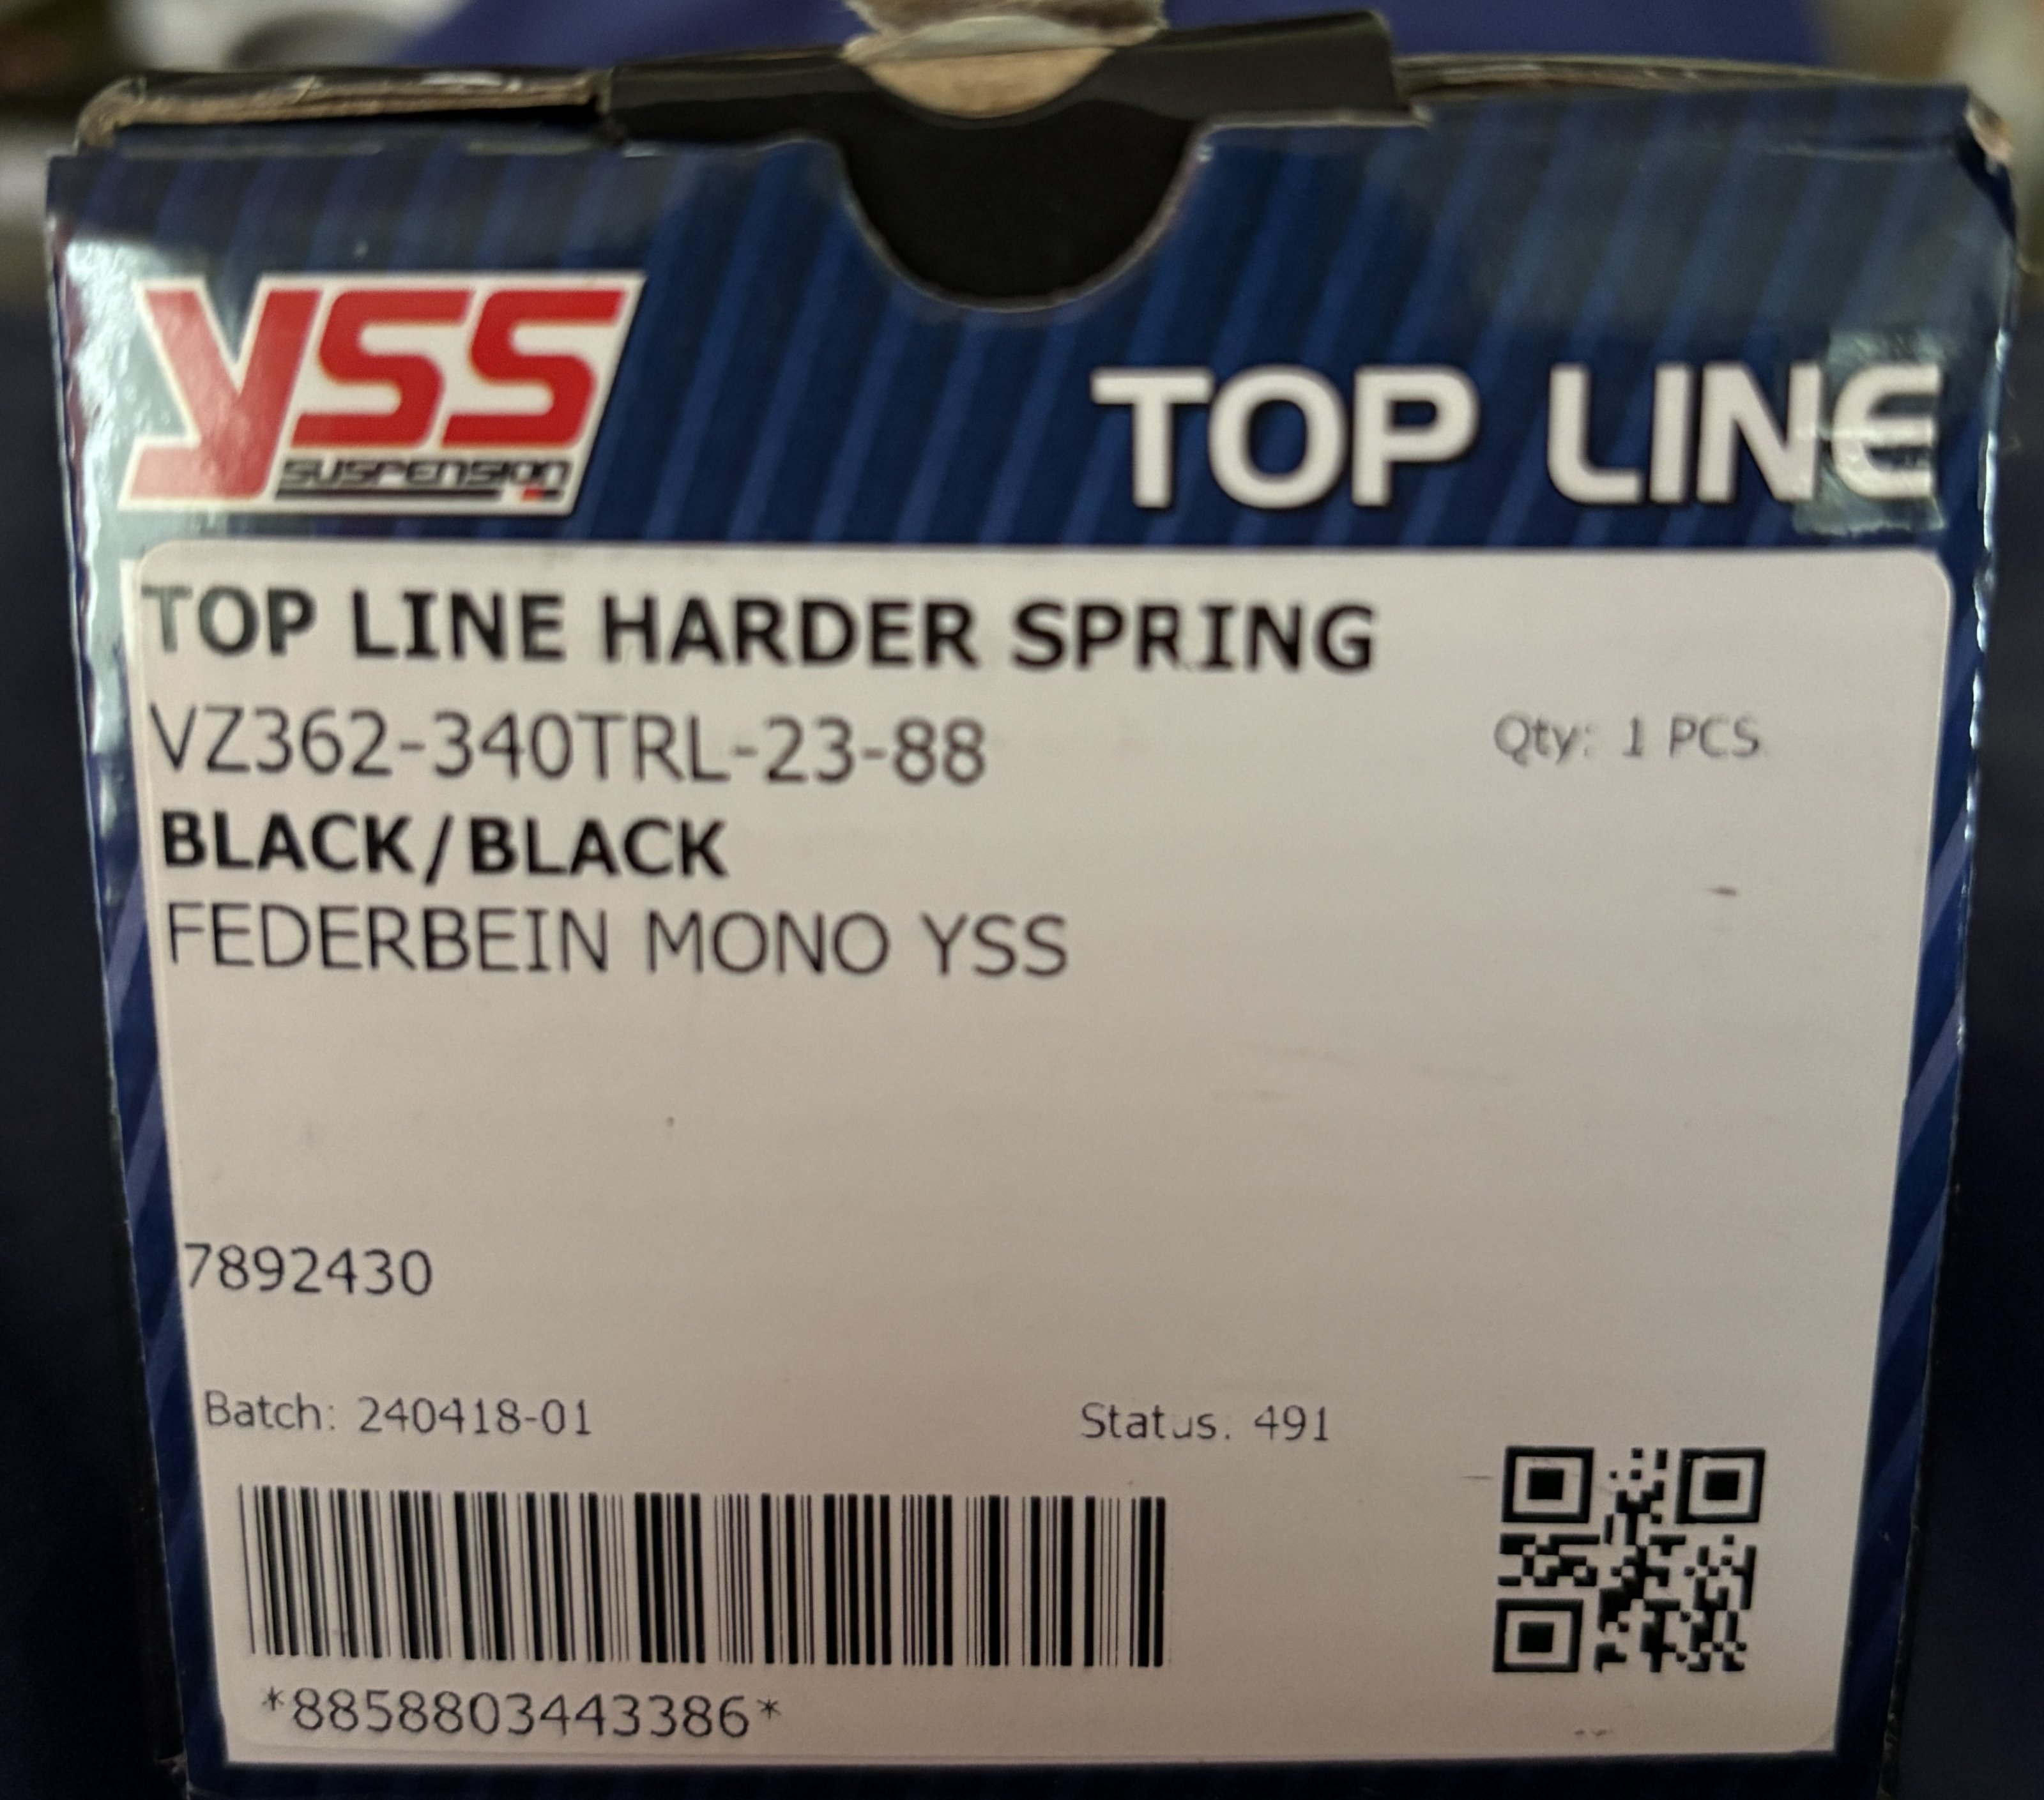 YSS
SUSPENSION
TOP LINE
TOP LINE HARDER SPRING
VZ362-340TRL-23-88
Qty: 1 PCS
BLACK/BLACK
FEDERBEIN MONO YSS
7892430
Batch: 240418-01
Status: 491
*8858803443386*